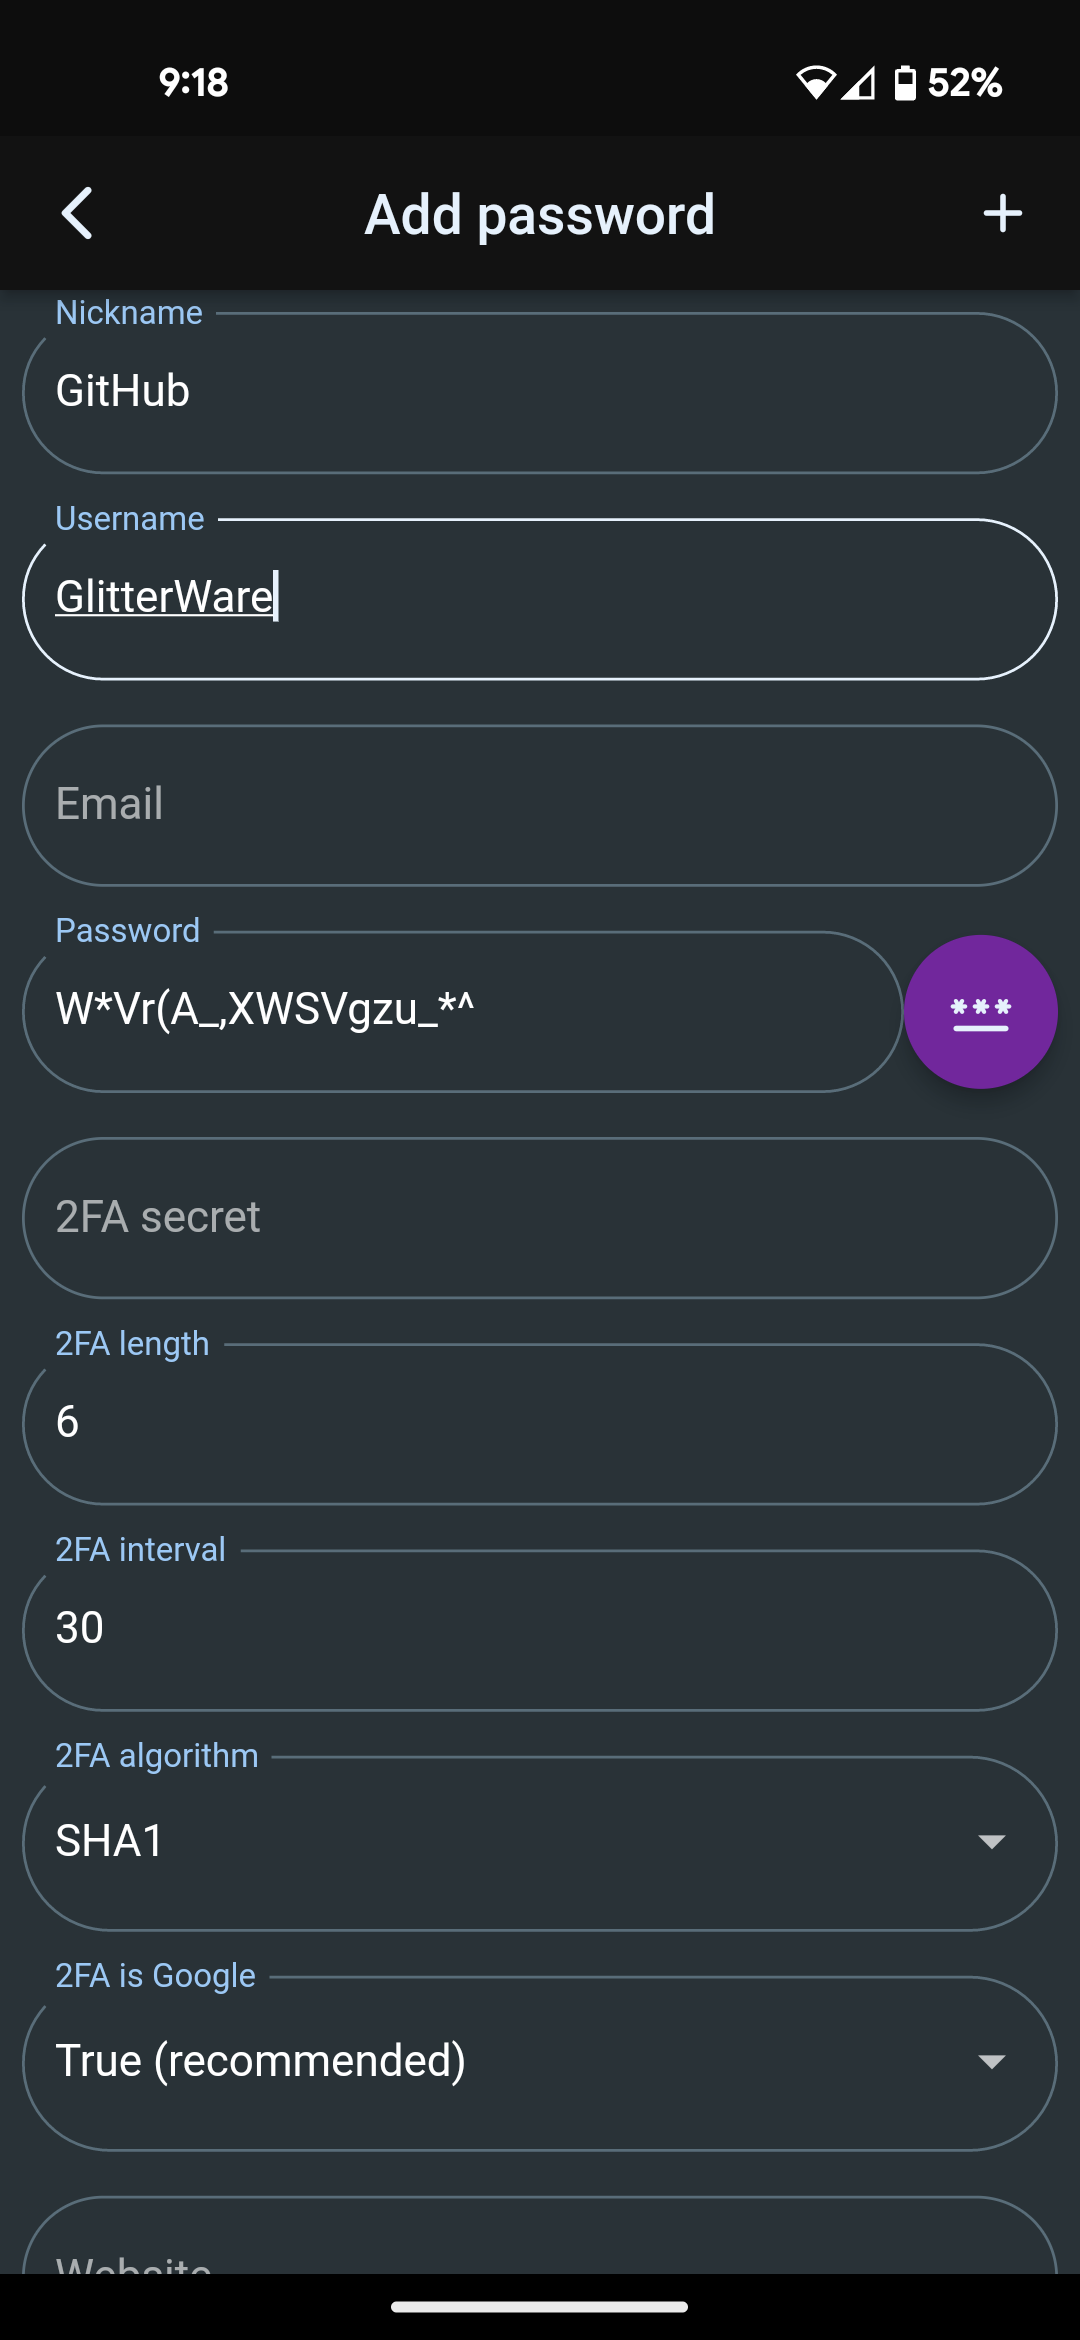 9:18
52%
Add password
Nickname
GitHub
Username
GlitterWare
Email
Password
W*Vr(A_,XWSVgzu_*^
***
2FA secret
2FA length
6
2FA interval
30
2FA algorithm
SHA1
2FA is Google
True (recommended)
Website